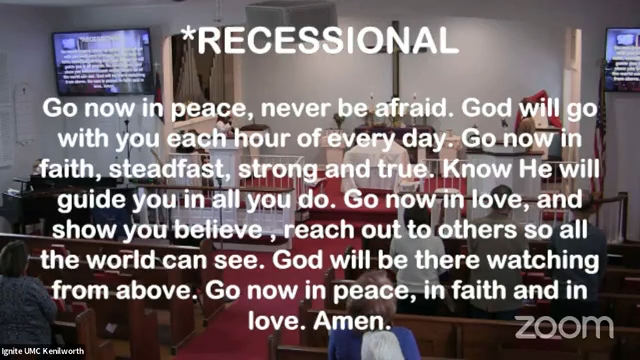 *RECESSIONAL
Go now in peace, never be afraid. God will go
with you each hour of every day. Go now in
faith, steadfast, strong and true. Know He will
guide you in all you do. Go now in love, and
show you believe , reach out to others so all
the world can see. God will be there watching
from above. Go now in peace, in faith and in
love. Amen.
zoom
Ignite UMC Kenilworth